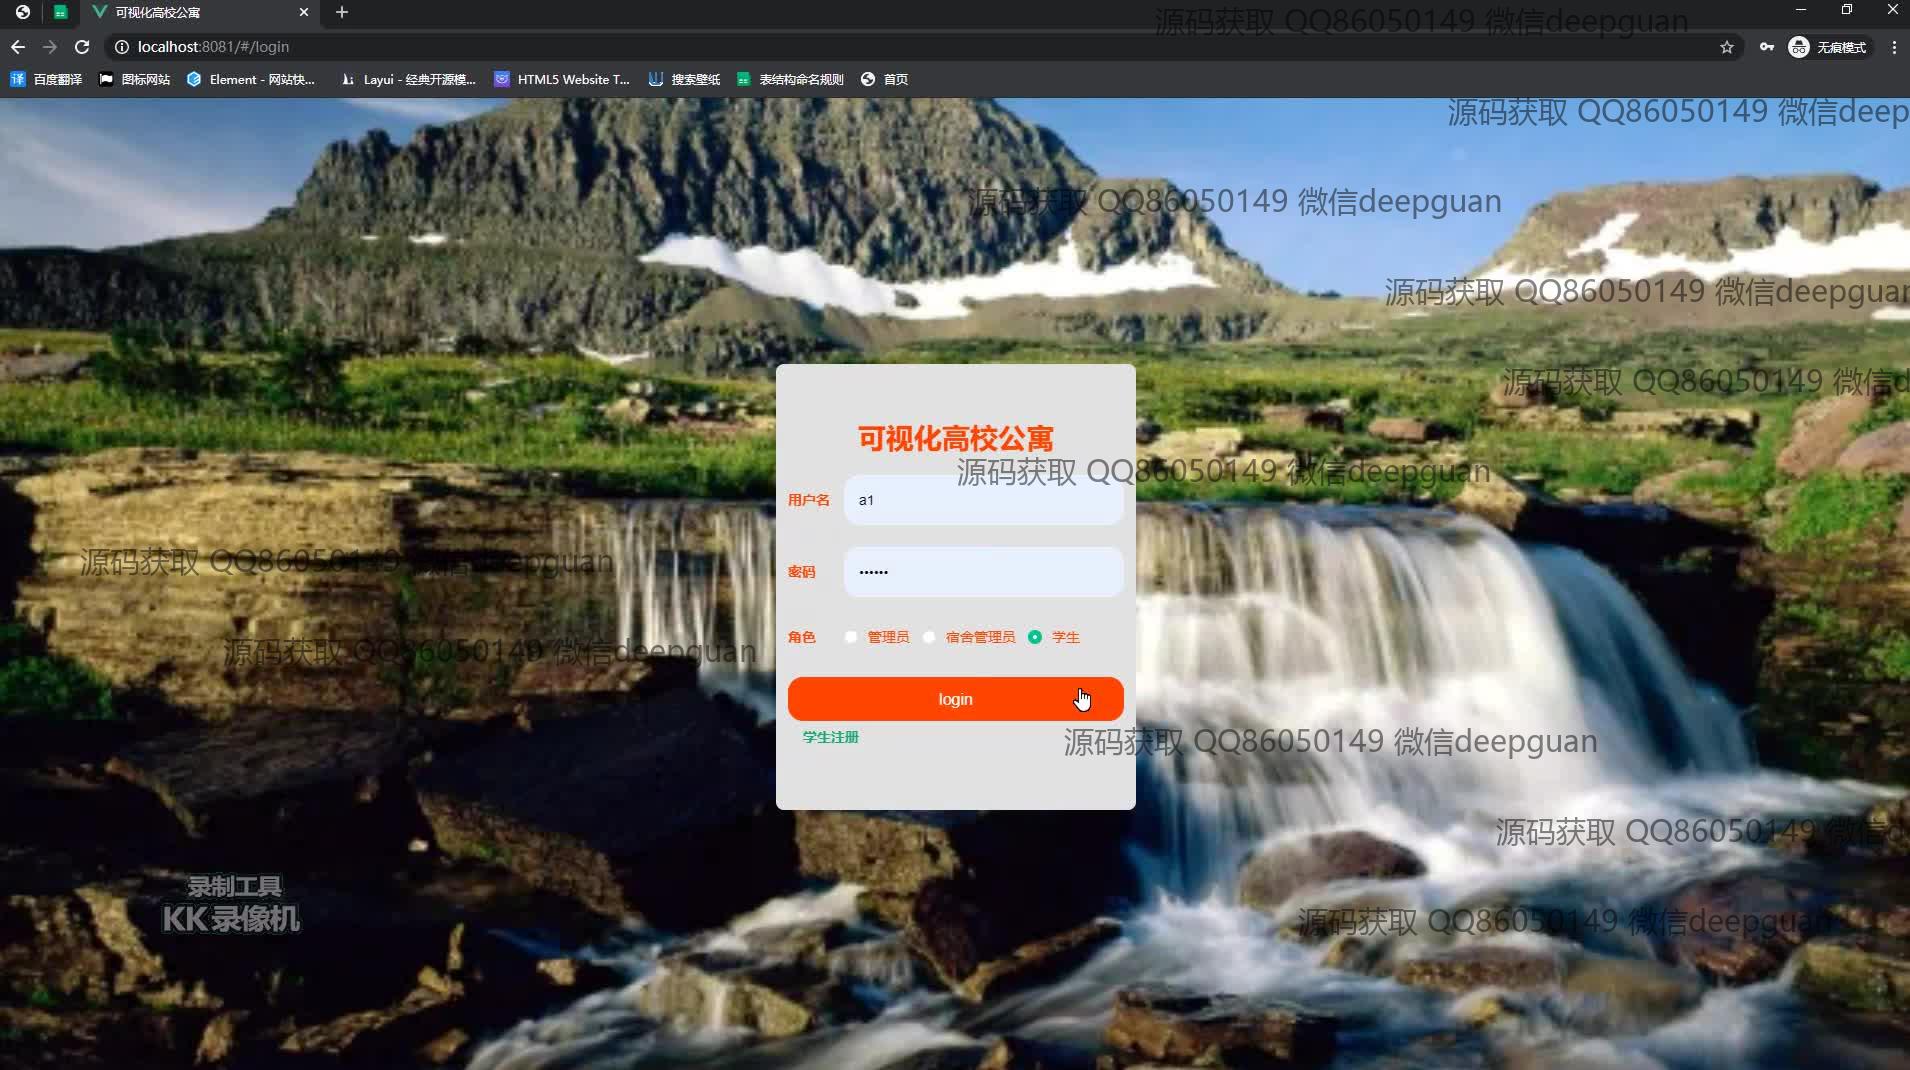 可视化高校公寓
源码获取 QQ86050149 微信deepguan
localhost:8081/#/login
无痕模式
百度翻译 图标网站 Element - 网站快... Layui - 经典开源模... HTML5 Website T... 搜索壁纸 表结构命名规则 首页
源码获取 QQ86050149 微信deep
源码获取 QQ86050149 微信deepguan
源码获取 QQ86050149 微信deepguan
源码获取 QQ86050149 微信d
可视化高校公寓
源码获取 QQ86050149 微信deepguan
用户名 a1
源码获取 QQ86050149 微信deepguan
密码 ••••••
角色 管理员 宿舍管理员 学生
源码获取 QQ86050149 微信deepguan
login
学生注册
源码获取 QQ86050149 微信deepguan
源码获取 QQ86050149 微信d
录制工具
KK录像机
源码获取 QQ86050149 微信deepguan